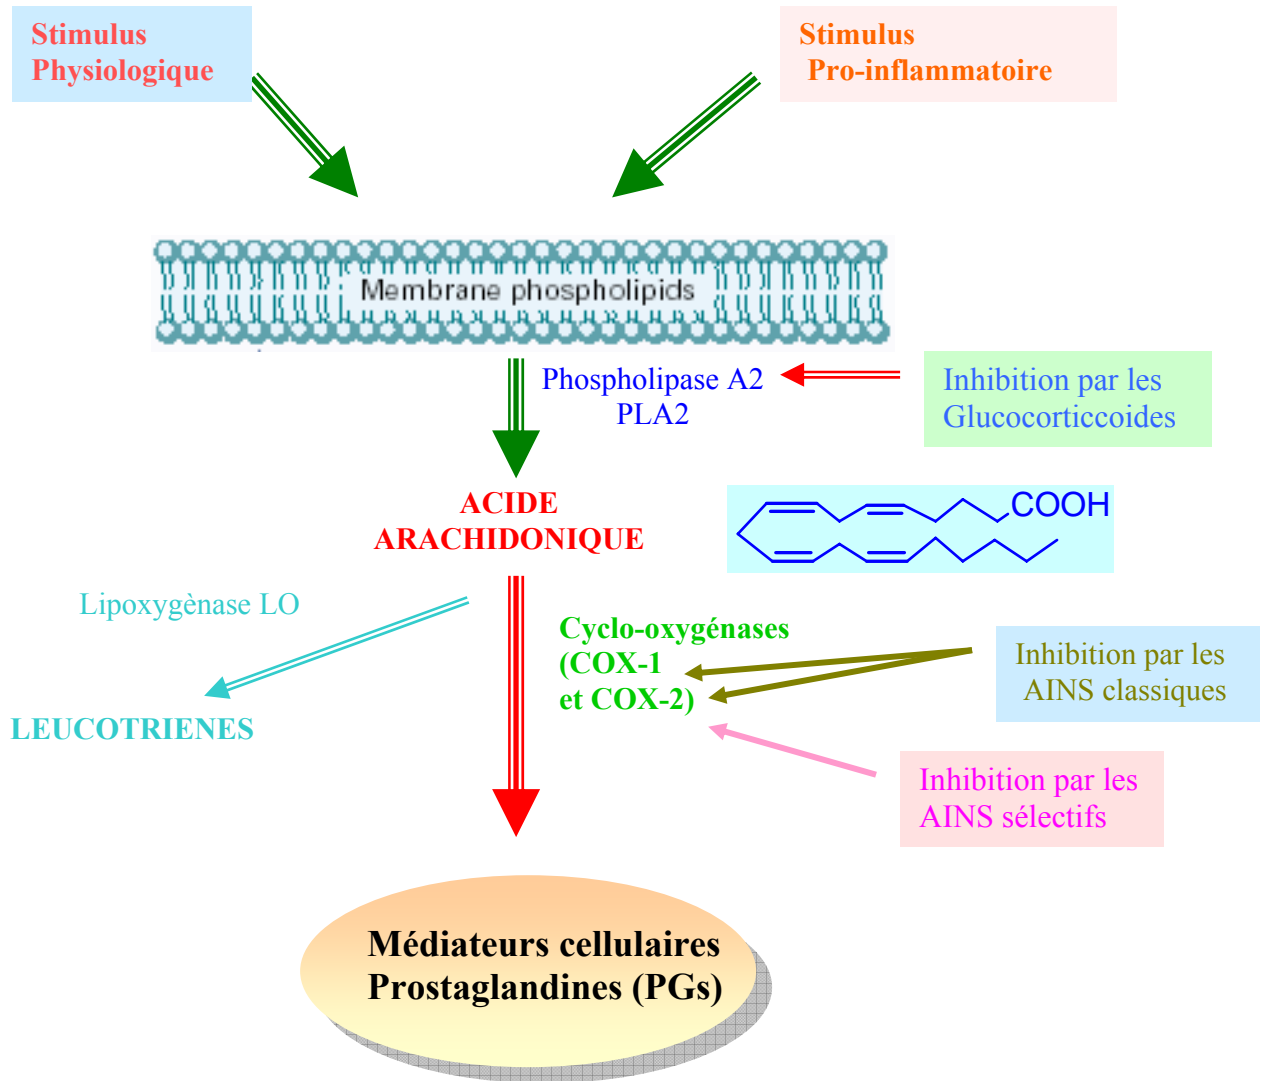 Stimulus
Physiologique
Stimulus
Pro-inflammatoire
Membrane phospholipids
Phospholipase A2
PLA2
Inhibition par les
Glucocorticcoides
ACIDE
ARACHIDONIQUE
COOH
Lipoxygènase LO
LEUCOTRIENES
Cyclo-oxygénases
(COX-1
et COX-2)
Inhibition par les
AINS classiques
Inhibition par les
AINS sélectifs
Médiateurs cellulaires
Prostaglandines (PGs)